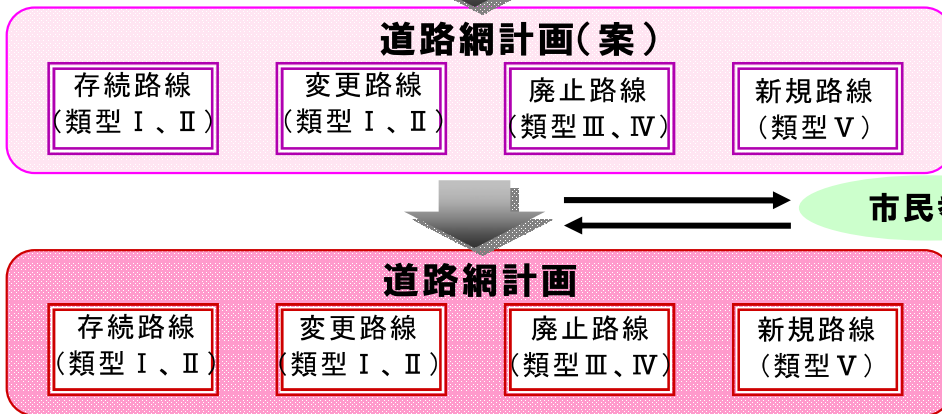 道路網計画(案)
存続路線
(類型Ⅰ、Ⅱ)
変更路線
(類型Ⅰ、Ⅱ)
廃止路線
(類型Ⅲ、Ⅳ)
新規路線
(類型Ⅴ)
市民
道路網計画
存続路線
(類型Ⅰ、Ⅱ)
変更路線
(類型Ⅰ、Ⅱ)
廃止路線
(類型Ⅲ、Ⅳ)
新規路線
(類型Ⅴ)